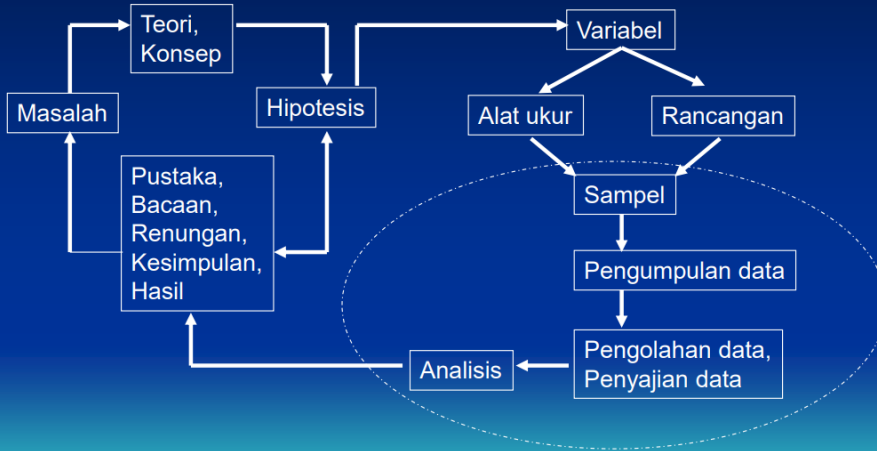 Teori,
Konsep
Variabel
Masalah
Hipotesis
Alat ukur
Rancangan
Pustaka,
Bacaan,
Renungan,
Kesimpulan,
Hasil
Sampel
Pengumpulan data
Pengolahan data,
Penyajian data
Analisis